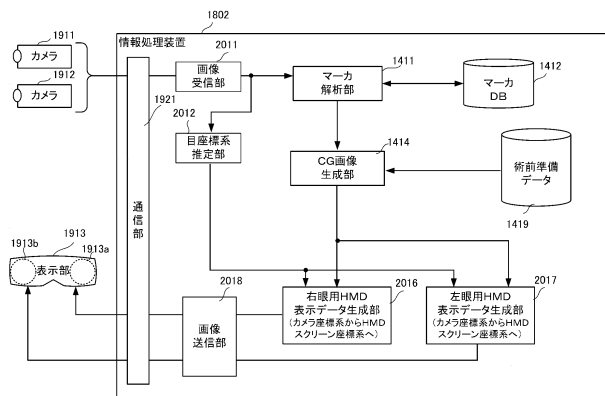 1802
情報処理装置
1911
カメラ
1912
カメラ
1921
通信部
2011
画像
受信部
2012
目座標系
推定部
1411
マーカ
解析部
1412
マーカ
DB
1414
CG画像
生成部
術前準備
データ
1419
1913
1913b
1913a
表示部
2018
画像
送信部
2016
右眼用HMD
表示データ生成部
(カメラ座標系からHMD
スクリーン座標系へ)
2017
左眼用HMD
表示データ生成部
(カメラ座標系からHMD
スクリーン座標系へ)